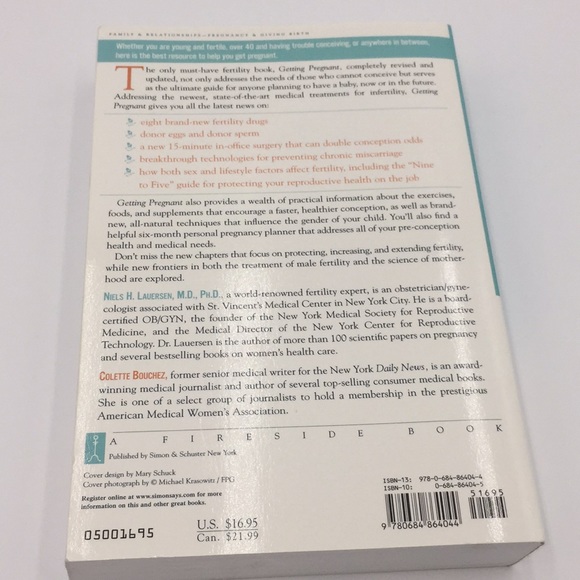 FAMILY & RELATIONSHIPS—PREGNANCY & GIVING BIRTH
Whether you are young and fertile, over 40 and having trouble conceiving, or anywhere in between,
here is the best resource to help you get pregnant.
The only must-have fertility book, Getting Pregnant, completely revised and
updated, not only addresses the needs of those who cannot conceive but serves
as the ultimate guide for anyone planning to have a baby, now or in the future.
Addressing the newest, state-of-the-art medical treatments for infertility, Getting
Pregnant gives you all the latest news on:
eight brand-new fertility drugs
donor eggs and donor sperm
a new 15-minute in-office surgery that can double conception odds
breakthrough technologies for preventing chronic miscarriage
how both sex and lifestyle factors affect fertility, including the "Nine
to Five" guide for protecting your reproductive health on the job
Getting Pregnant also provides a wealth of practical information about the exercises,
foods, and supplements that encourage a faster, healthier conception, as well as brand-
new, all-natural techniques that influence the gender of your child. You'll also find a
helpful six-month personal pregnancy planner that addresses all of your pre-conception
health and medical needs.
Don't miss the new chapters that focus on protecting, increasing, and extending fertility,
while new frontiers in both the treatment of male fertility and the science of mother-
hood are explored.
NIELS H. LAUERSEN, M.D., PH.D., a world-renowned fertility expert, is an obstetrician/gyne-
cologist associated with St. Vincent's Medical Center in New York City. He is a board-
certified OB/GYN, the founder of the New York Medical Society for Reproductive
Medicine, and the Medical Director of the New York Center for Reproductive
Technology. Dr. Lauersen is the author of more than 100 scientific papers on pregnancy
and several bestselling books on women's health care.
COLETTE BOUCHEZ, former senior medical writer for the New York Daily News, is an award-
winning medical journalist and author of several top-selling consumer medical books.
She is one of a select group of journalists to hold a membership in the prestigious
American Medical Women's Association.
A FIRESIDE BOOK
Published by Simon & Schuster New York
Cover design by Mary Schuck
Cover photograph by © Michael Krasowitz / FPG
Register online at www.simonsays.com for more
information on this and other great books.
05001695
U.S. $16.95
Can. $21.99
ISBN-13: 978-0-684-86404-4
ISBN-10: 0-684-86404-5
51695
9 780684 864044